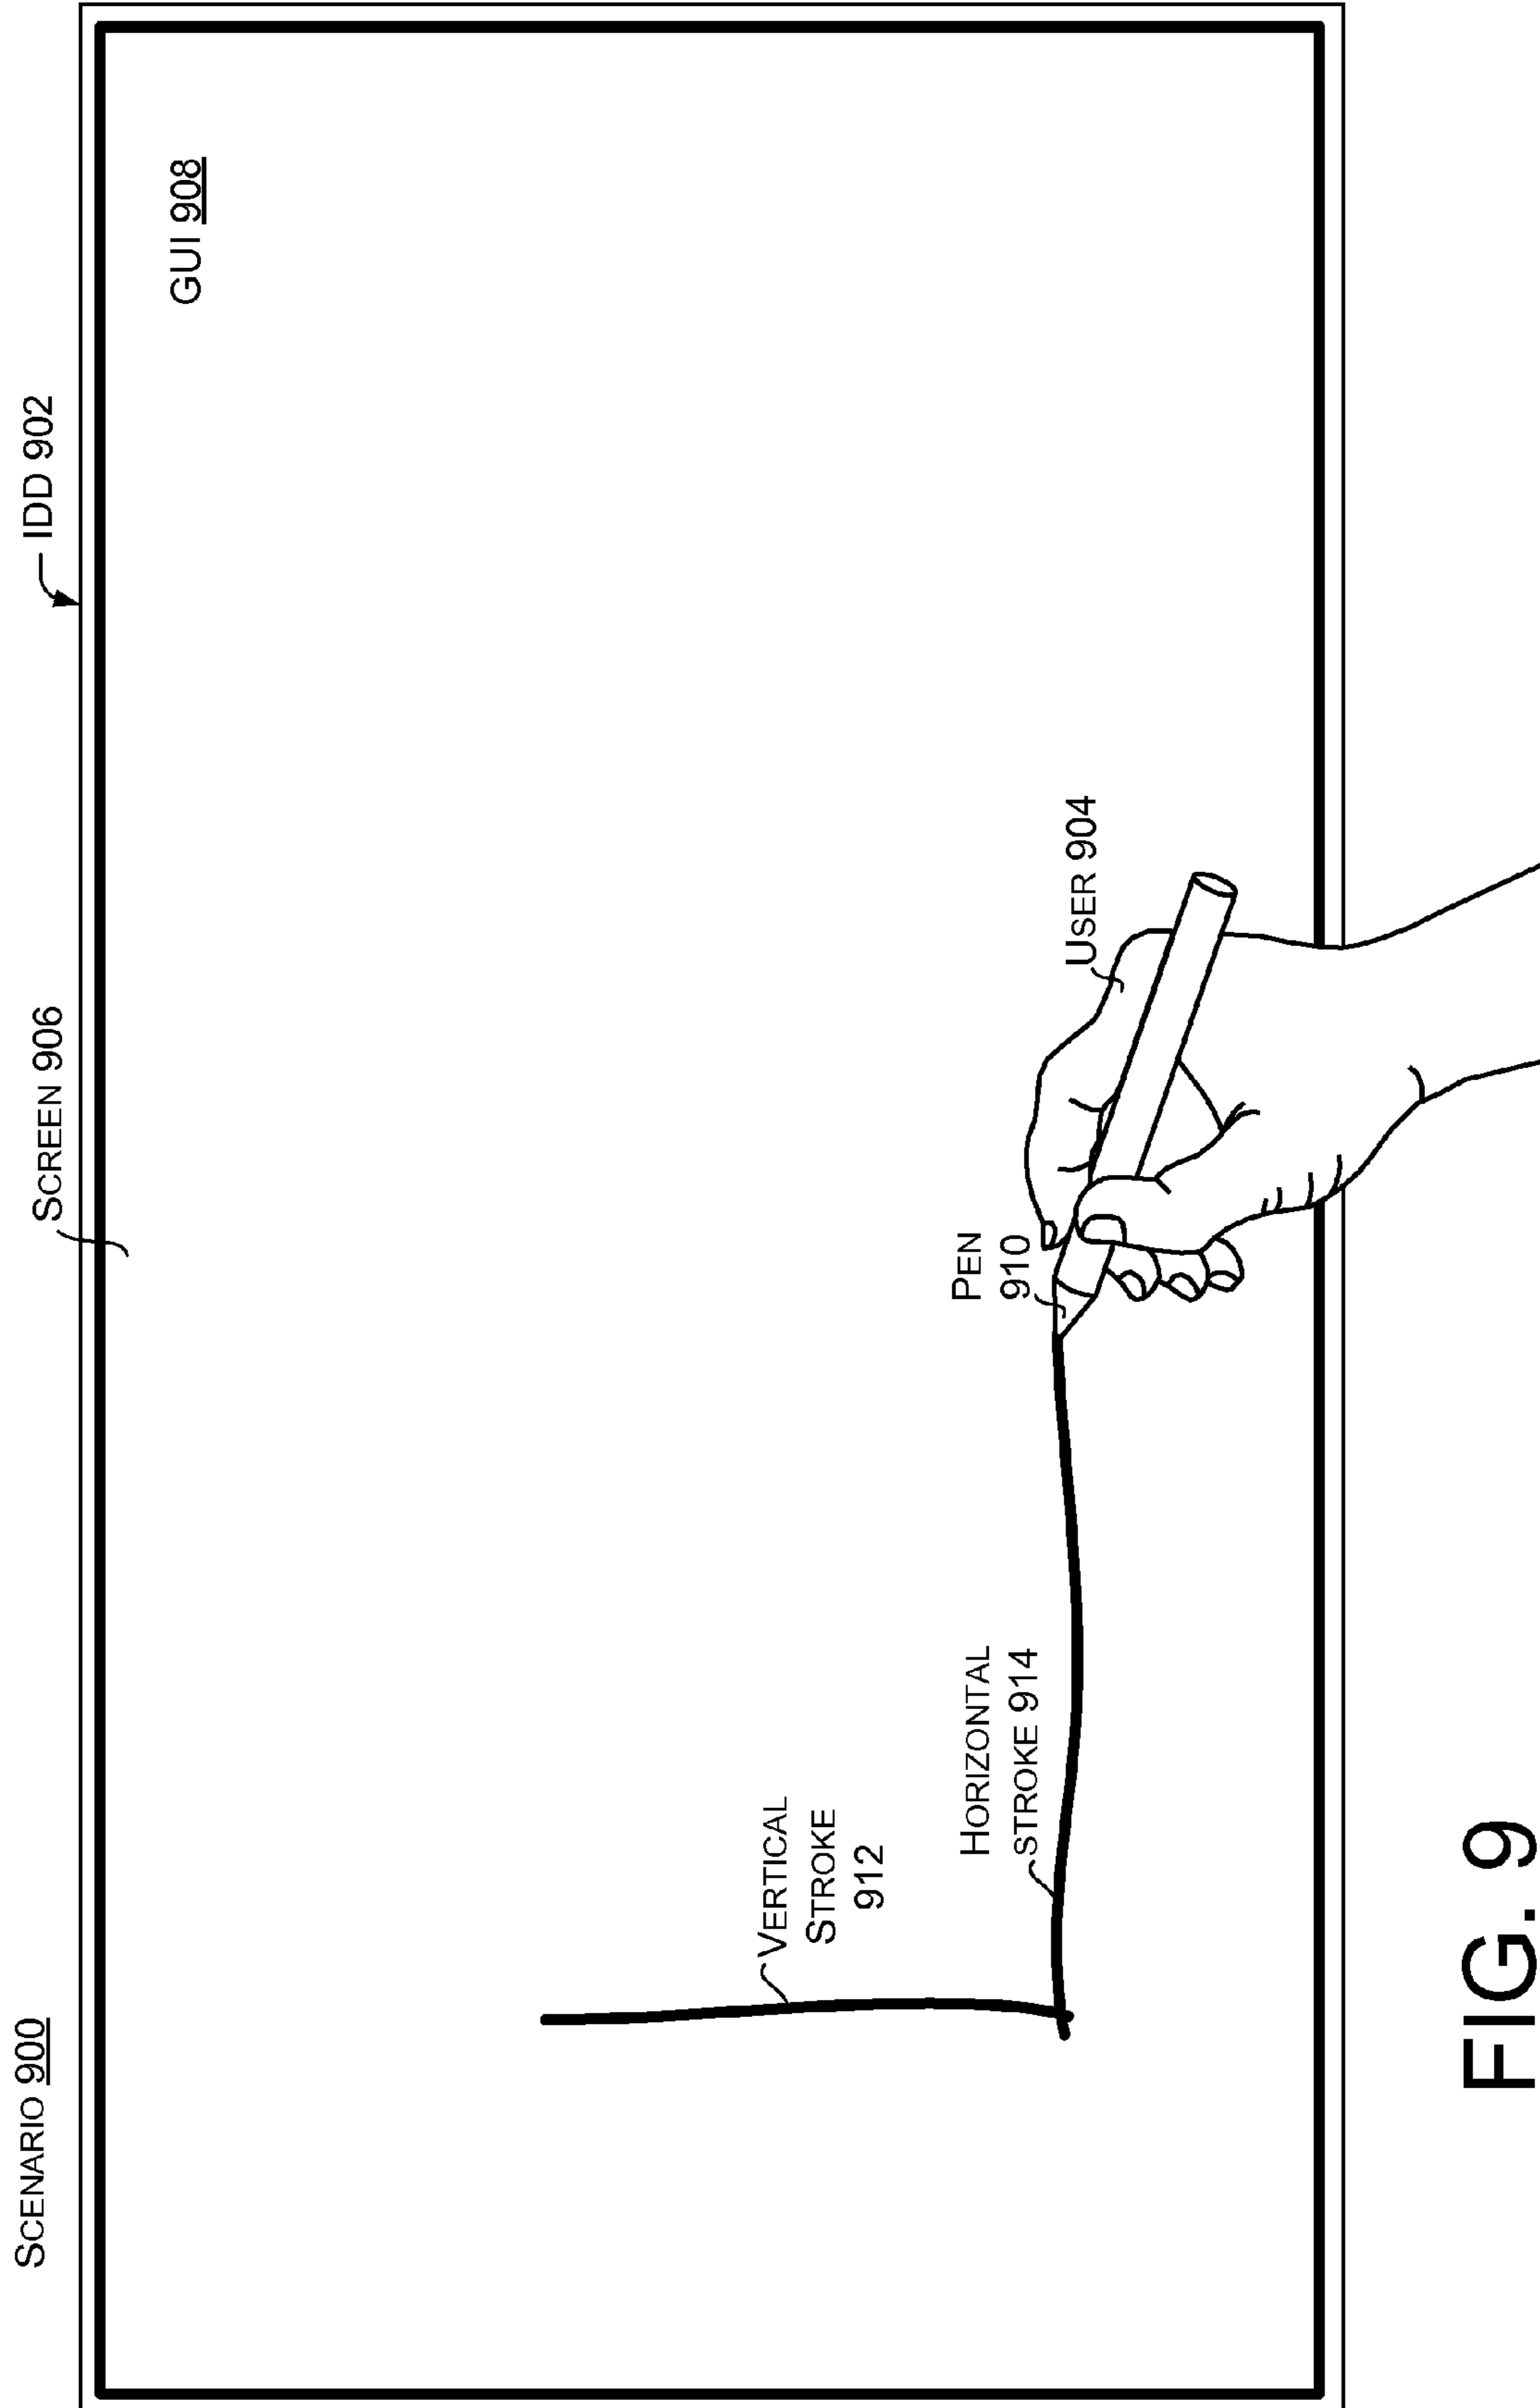 SCENARIO 900
SCREEN 906
IDD 902
GUI 908
VERTICAL
STROKE
912
HORIZONTAL
STROKE 914
PEN
910
USER 904
FIG. 9